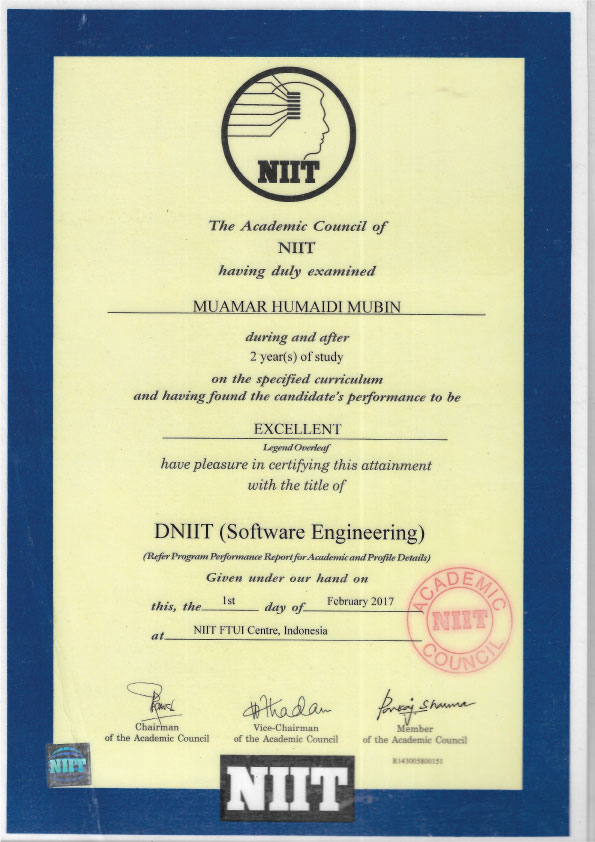 NIIT
The Academic Council of
NIIT
having duly examined
MUAMAR HUMAIDI MUBIN
during and after
2 year(s) of study
on the specified curriculum
and having found the candidate's performance to be
EXCELLENT
Legend Overleaf
have pleasure in certifying this attainment
with the title of
DNIIT (Software Engineering)
(Refer Program Performance Report for Academic and Profile Details)
Given under our hand on
this, the 1st day of February 2017
at NIIT FTUI Centre, Indonesia
ACADEMIC
NIIT
COUNCIL
Pankaj Sharma
Chairman
of the Academic Council
Vice-Chairman
of the Academic Council
Member
of the Academic Council
R143005800151
NIIT
NIIT